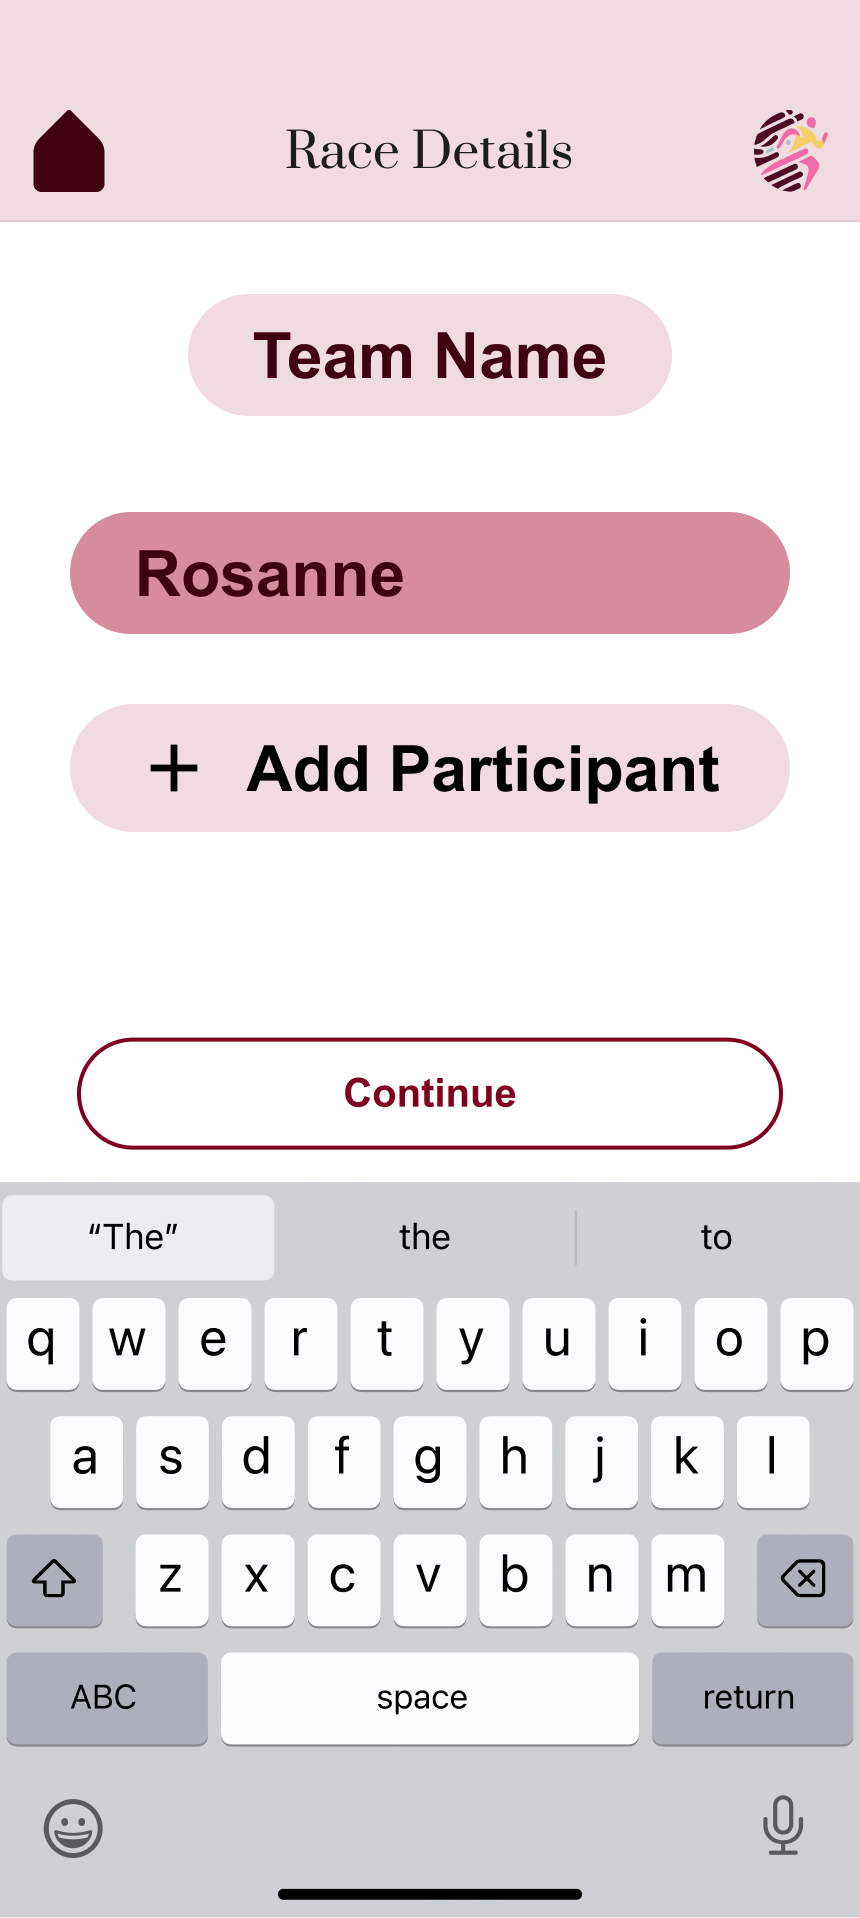 Race Details
Team Name
Rosanne
+ Add Participant
Continue
“The” the to
q w e r t y u i o p
a s d f g h j k l
z x c v b n m
ABC space return